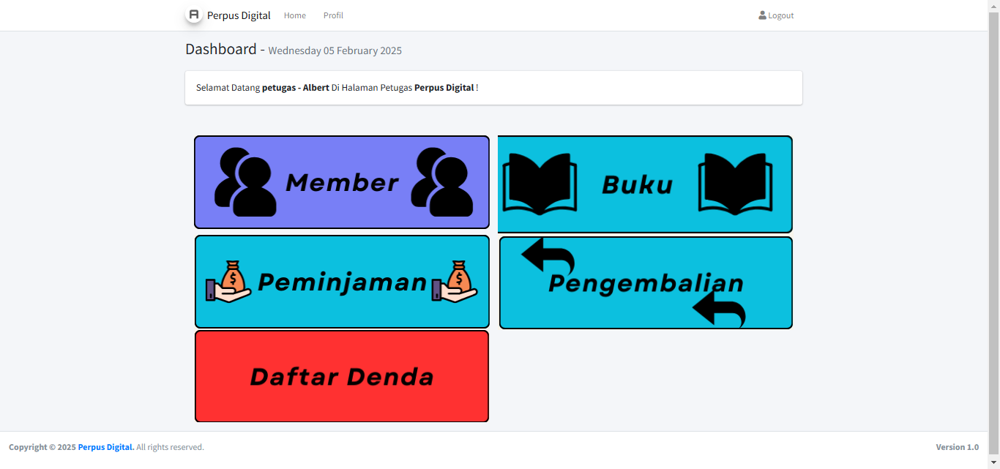 Perpus Digital Home Profil Logout
Dashboard - Wednesday 05 February 2025
Selamat Datang petugas - Albert Di Halaman Petugas Perpus Digital !
Member
Buku
$ Peminjaman $
Pengembalian
Daftar Denda
Copyright © 2025 Perpus Digital. All rights reserved. Version 1.0